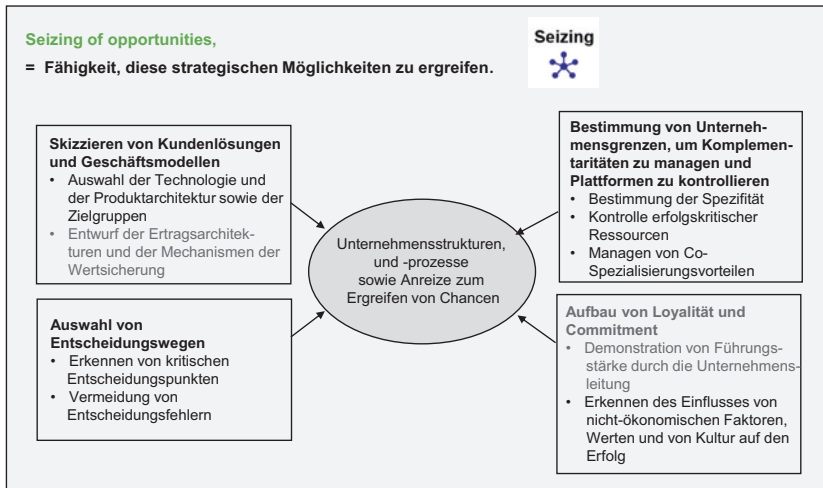 Seizing of opportunities,
= Fähigkeit, diese strategischen Möglichkeiten zu ergreifen.
Seizing
Skizzieren von Kundenlösungen
und Geschäftsmodellen
• Auswahl der Technologie und
der Produktarchitektur sowie der
Zielgruppen
• Entwurf der Ertragsarchitek-
turen und der Mechanismen der
Wertsicherung
Bestimmung von Unterneh-
mensgrenzen, um Komplemen-
taritäten zu managen und
Plattformen zu kontrollieren
• Bestimmung der Spezifität
• Kontrolle erfolgskritischer
Ressourcen
• Managen von Co-
Spezialisierungsvorteilen
Unternehmensstrukturen,
und -prozesse
sowie Anreize zum
Ergreifen von Chancen
Auswahl von
Entscheidungswegen
• Erkennen von kritischen
Entscheidungspunkten
• Vermeidung von
Entscheidungsfehlern
Aufbau von Loyalität und
Commitment
• Demonstration von Führungs-
stärke durch die Unternehmens-
leitung
• Erkennen des Einflusses von
nicht-ökonomischen Faktoren,
Werten und von Kultur auf den
Erfolg